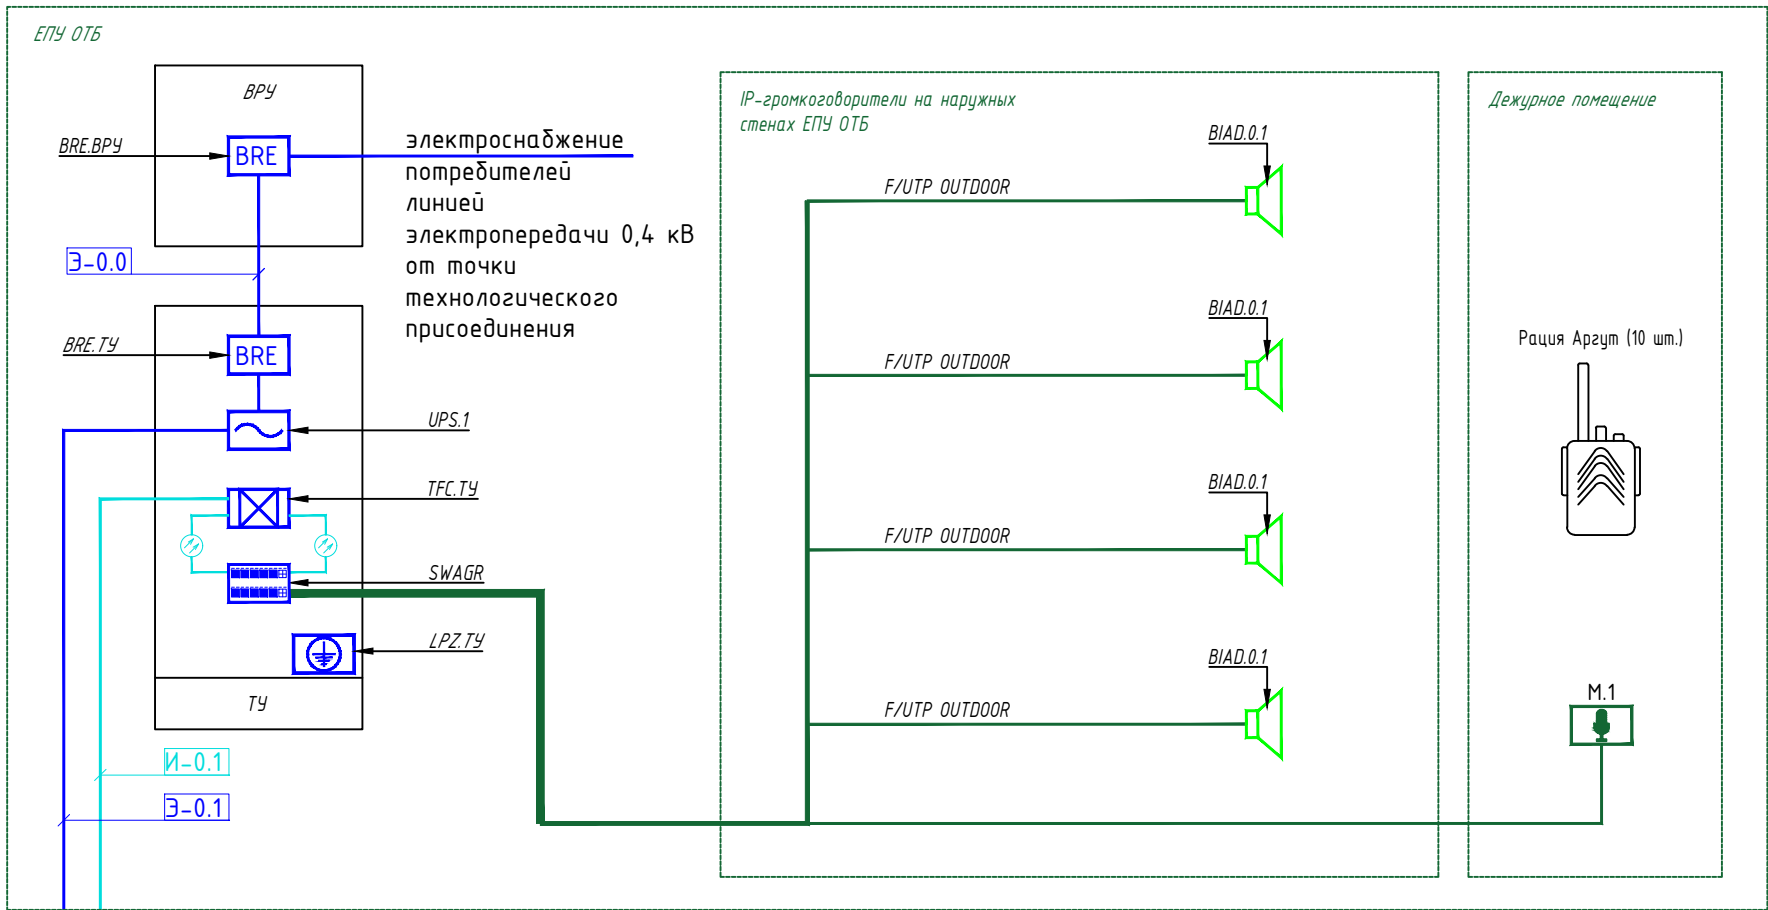 ЕПУ ОТБ
ВРУ
BRE.ВРУ
BRE
электроснабжение
потребителей
линией
электропередачи 0,4 кВ
от точки
технологического
присоединения
Э-0.0
BRE.ТУ
BRE
UPS.1
TFC.ТУ
SWAGR
LPZ.ТУ
ТУ
И-0.1
Э-0.1
IP-громкоговорители на наружных
стенах ЕПУ ОТБ
BIAD.0.1
F/UTP OUTDOOR
BIAD.0.1
F/UTP OUTDOOR
BIAD.0.1
F/UTP OUTDOOR
BIAD.0.1
F/UTP OUTDOOR
Дежурное помещение
Рация Аргут (10 шт.)
М.1